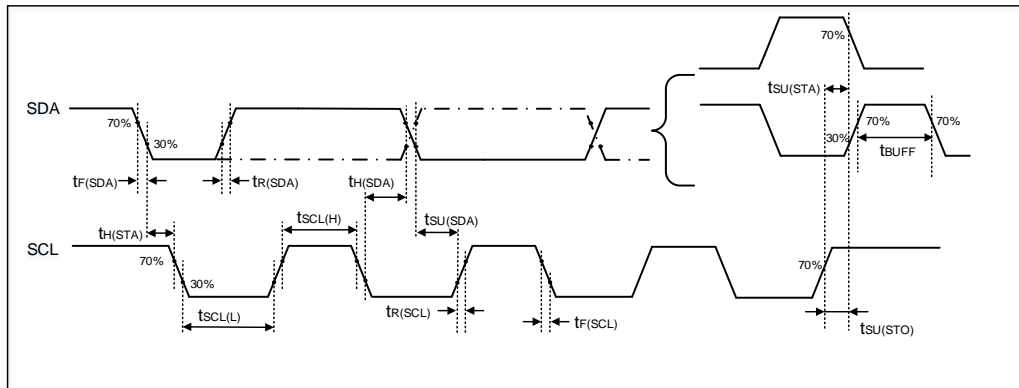 70%
tSU(STA)
SDA
70%
30%
30%
70%
70%
tBUFF
tF(SDA)
tR(SDA)
tH(SDA)
tH(STA)
tSCL(H)
tSU(SDA)
SCL
70%
30%
70%
tSCL(L)
tR(SCL)
tF(SCL)
tSU(STO)